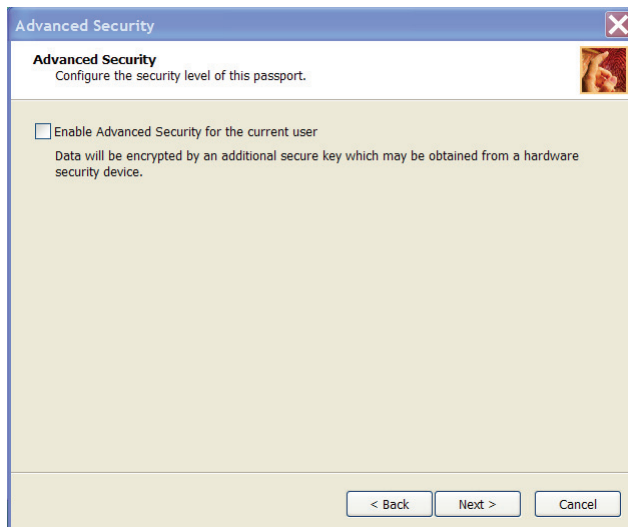 Advanced Security
Advanced Security
Configure the security level of this passport.
Enable Advanced Security for the current user
Data will be encrypted by an additional secure key which may be obtained from a hardware
security device.
< Back Next > Cancel